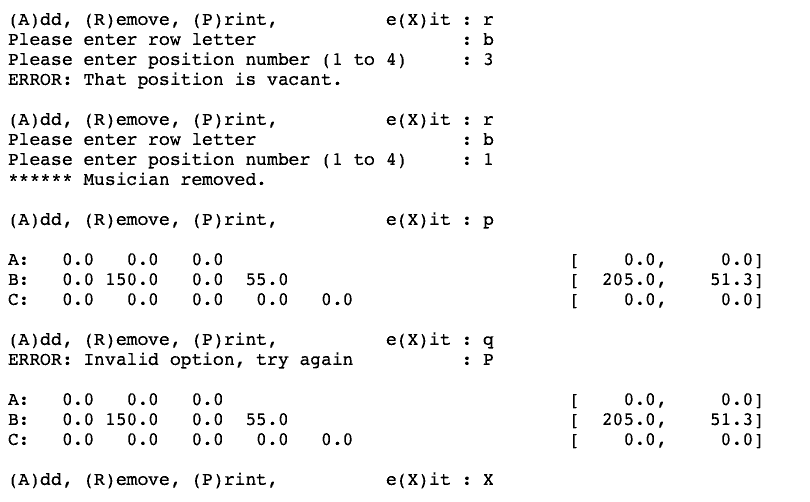 (A)dd, (R)emove, (P)rint,          e(X)it : r
Please enter row letter                   : b
Please enter position number (1 to 4)     : 3
ERROR: That position is vacant.
(A)dd, (R)emove, (P)rint,          e(X)it : r
Please enter row letter                   : b
Please enter position number (1 to 4)     : 1
****** Musician removed.
(A)dd, (R)emove, (P)rint,          e(X)it : p
A:   0.0   0.0   0.0                                [    0.0,     0.0]
B:   0.0 150.0   0.0  55.0                          [  205.0,    51.3]
C:   0.0   0.0   0.0   0.0   0.0                    [    0.0,     0.0]
(A)dd, (R)emove, (P)rint,          e(X)it : q
ERROR: Invalid option, try again          : P
A:   0.0   0.0   0.0                                [    0.0,     0.0]
B:   0.0 150.0   0.0  55.0                          [  205.0,    51.3]
C:   0.0   0.0   0.0   0.0   0.0                    [    0.0,     0.0]
(A)dd, (R)emove, (P)rint,          e(X)it : X